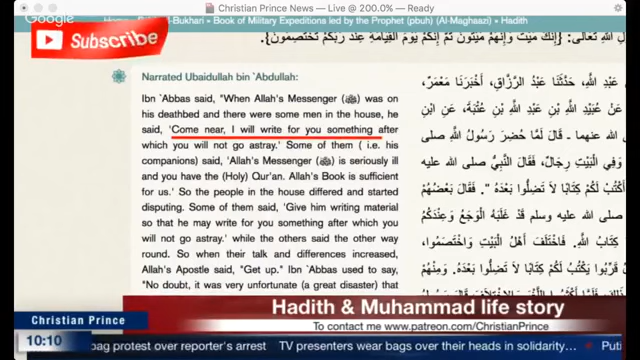 Christian Prince News — Live @ 60.0% — Ready
Home » Sahih al-Bukhari » Book of Military Expeditions led by the Prophet (pbuh) (Al-Maghaazi) » Hadith
Subscribe
تَعَالَى: {إِنَّكَ مَيِّتٌ وَإِنَّهُمْ مَيِّتُونَ ثُمَّ إِنَّكُمْ يَوْمَ الْقِيَامَةِ عِنْدَ رَبِّكُمْ تَخْتَصِمُونَ}.
Narrated Ubaidullah bin `Abdullah:
Ibn `Abbas said, "When Allah's Messenger (ﷺ) was on
his deathbed and there were some men in the house, he
said, 'Come near, I will write for you something after
which you will not go astray.' Some of them ( i.e. his
companions) said, 'Allah's Messenger (ﷺ) is seriously ill
and you have the (Holy) Qur'an. Allah's Book is sufficient
for us.' So the people in the house differed and started
disputing. Some of them said, 'Give him writing material
so that he may write for you something after which you
will not go astray.' while the others said the other way
round. So when their talk and differences increased,
Allah's Apostle said, "Get up." Ibn `Abbas used to say,
"No doubt, it was very unfortunate (a great disaster) that
عَبْدِ اللَّهِ، حَدَّثَنَا عَبْدُ الرَّزَّاقِ، أَخْبَرَنَا مَعْمَرٌ،
عَنْ عُبَيْدِ اللَّهِ بْنِ عَبْدِ اللَّهِ بْنِ عُتْبَةَ، عَنِ ابْنِ
الله عنهما ـ قَالَ لَمَّا حُضِرَ رَسُولُ اللَّهِ صلى
وَفِي الْبَيْتِ رِجَالٌ، فَقَالَ النَّبِيُّ صلى الله عليه
أَكْتُبْ لَكُمْ كِتَابًا لاَ تَضِلُّوا بَعْدَهُ ‏"‏‏.‏ فَقَالَ بَعْضُهُمْ
صلى الله عليه وسلم قَدْ غَلَبَهُ الْوَجَعُ وَعِنْدَكُمُ
كِتَابُ اللَّهِ، فَاخْتَلَفَ أَهْلُ الْبَيْتِ وَاخْتَصَمُوا،
قَرِّبُوا يَكْتُبُ لَكُمْ كِتَابًا لاَ تَضِلُّوا بَعْدَهُ‏.‏ وَمِنْهُمْ
Hadith & Muhammad life story
To contact me www.patreon.com/ChristianPrince
Christian Prince
10:10
bag protest over reporter's arrest TV presenters wear bags over their heads in solidarity…